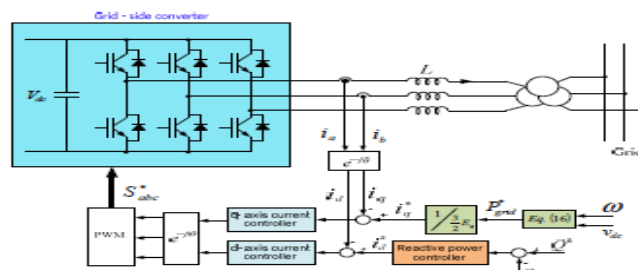 Grid - side converter
V_dc
L
i_a
i_b
Grid
e^-jθ
i_d
i_q
S*_abc
q-axis current controller
i*_q
1/ 3/2 E_q
P*_grid
Eq. (16)
ω
v_dc
PWM
e^-jθ
d-axis current controller
i*_d
Reactive power controller
Q*